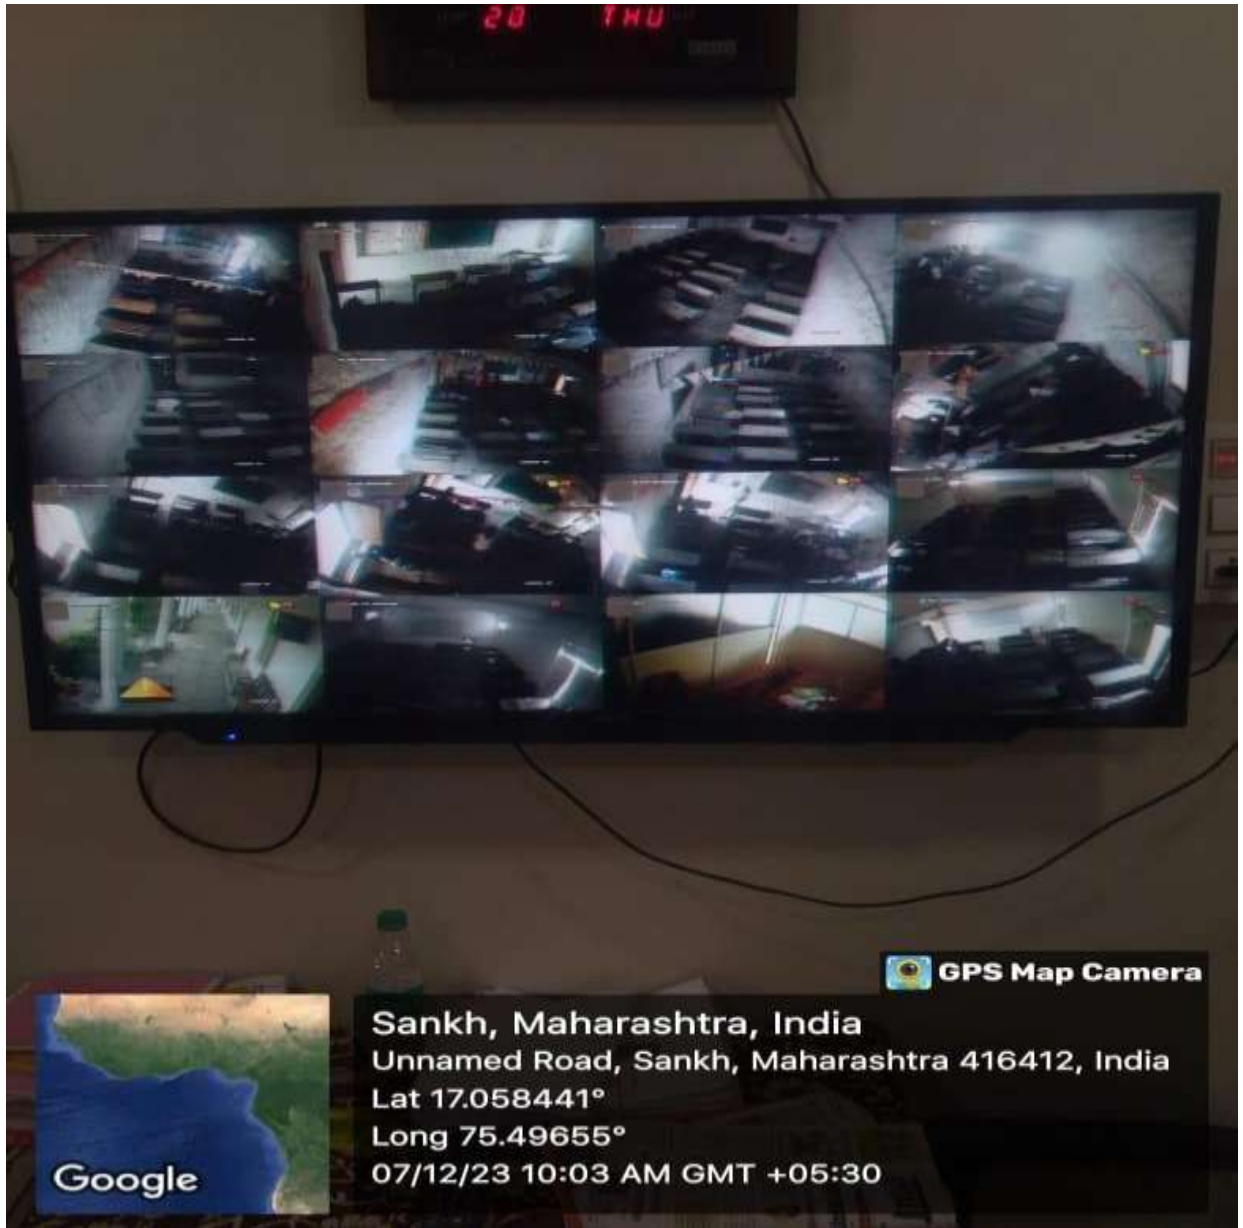 28 THU
GPS Map Camera
Sankh, Maharashtra, India
Unnamed Road, Sankh, Maharashtra 416412, India
Lat 17.058441°
Long 75.49655°
07/12/23 10:03 AM GMT +05:30
Google